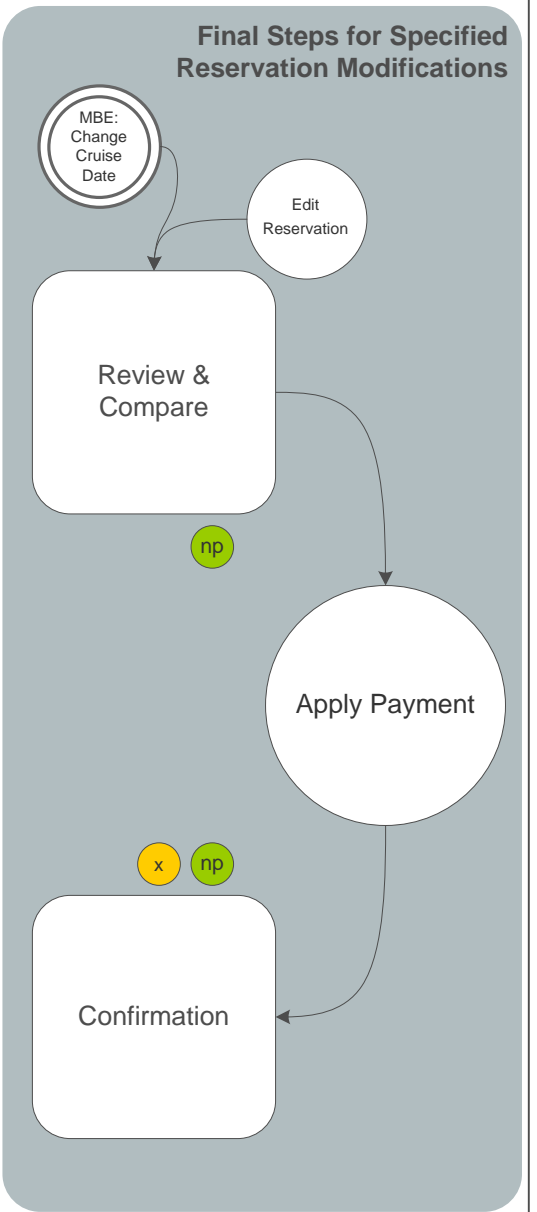 Final Steps for Specified
Reservation Modifications
MBE:
Change
Cruise
Date
Edit
Reservation
Review &
Compare
np
Apply Payment
x
np
Confirmation